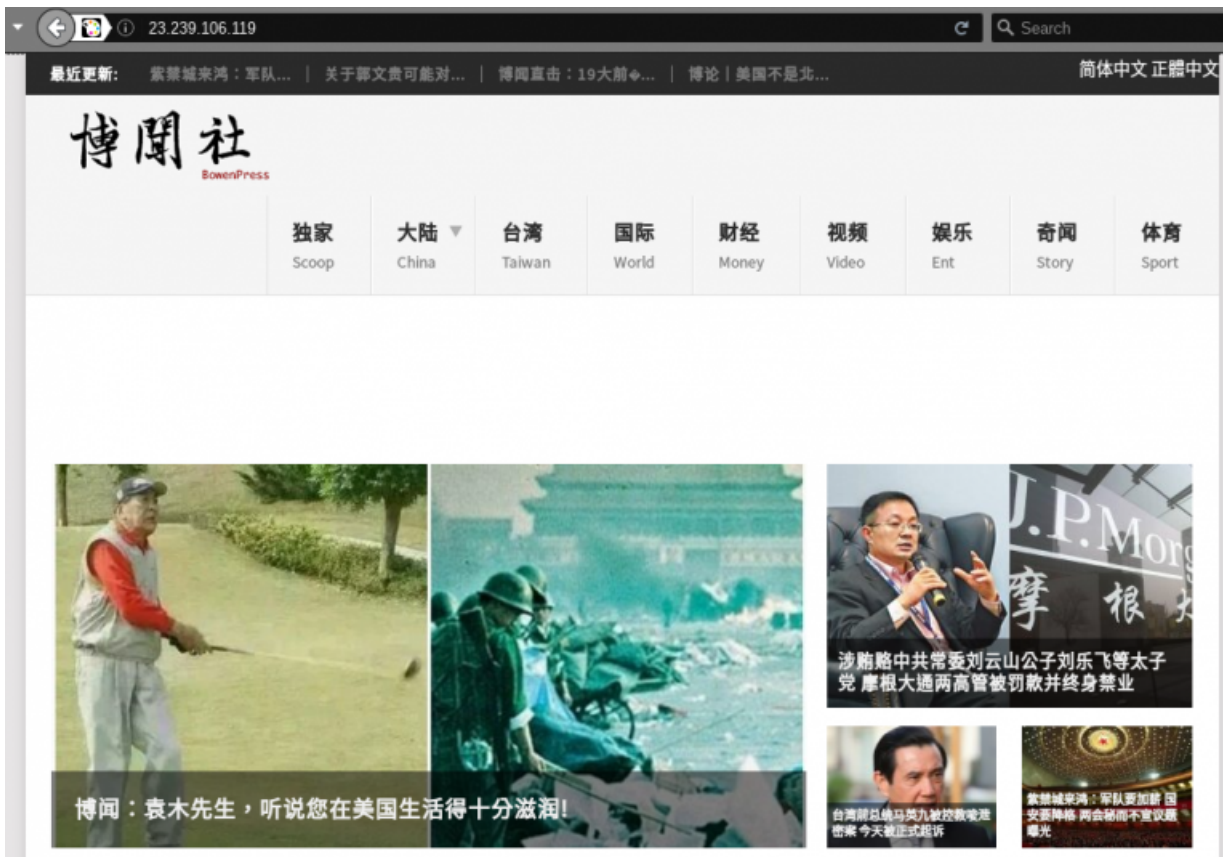 23.239.106.119
Search
最近更新: 紫禁城来鸿：军队... | 关于郭文贵可能对... | 博闻直击：19大前�... | 博论｜美国不是北...
简体中文 正體中文
博聞社
BowenPress
独家 大陆 台湾 国际 财经 视频 娱乐 奇闻 体育
Scoop China Taiwan World Money Video Ent Story Sport
J.P.Morg
摩根
涉贿赂中共常委刘云山公子刘乐飞等太子
党 摩根大通两高管被罚款并终身禁业
博闻：袁木先生，听说您在美国生活得十分滋润!
台湾前总统马英九被控教唆泄
密案 今天被正式起诉
紫禁城来鸿：军队要加薪 国
安要降格 两会秘而不宣议题
曝光